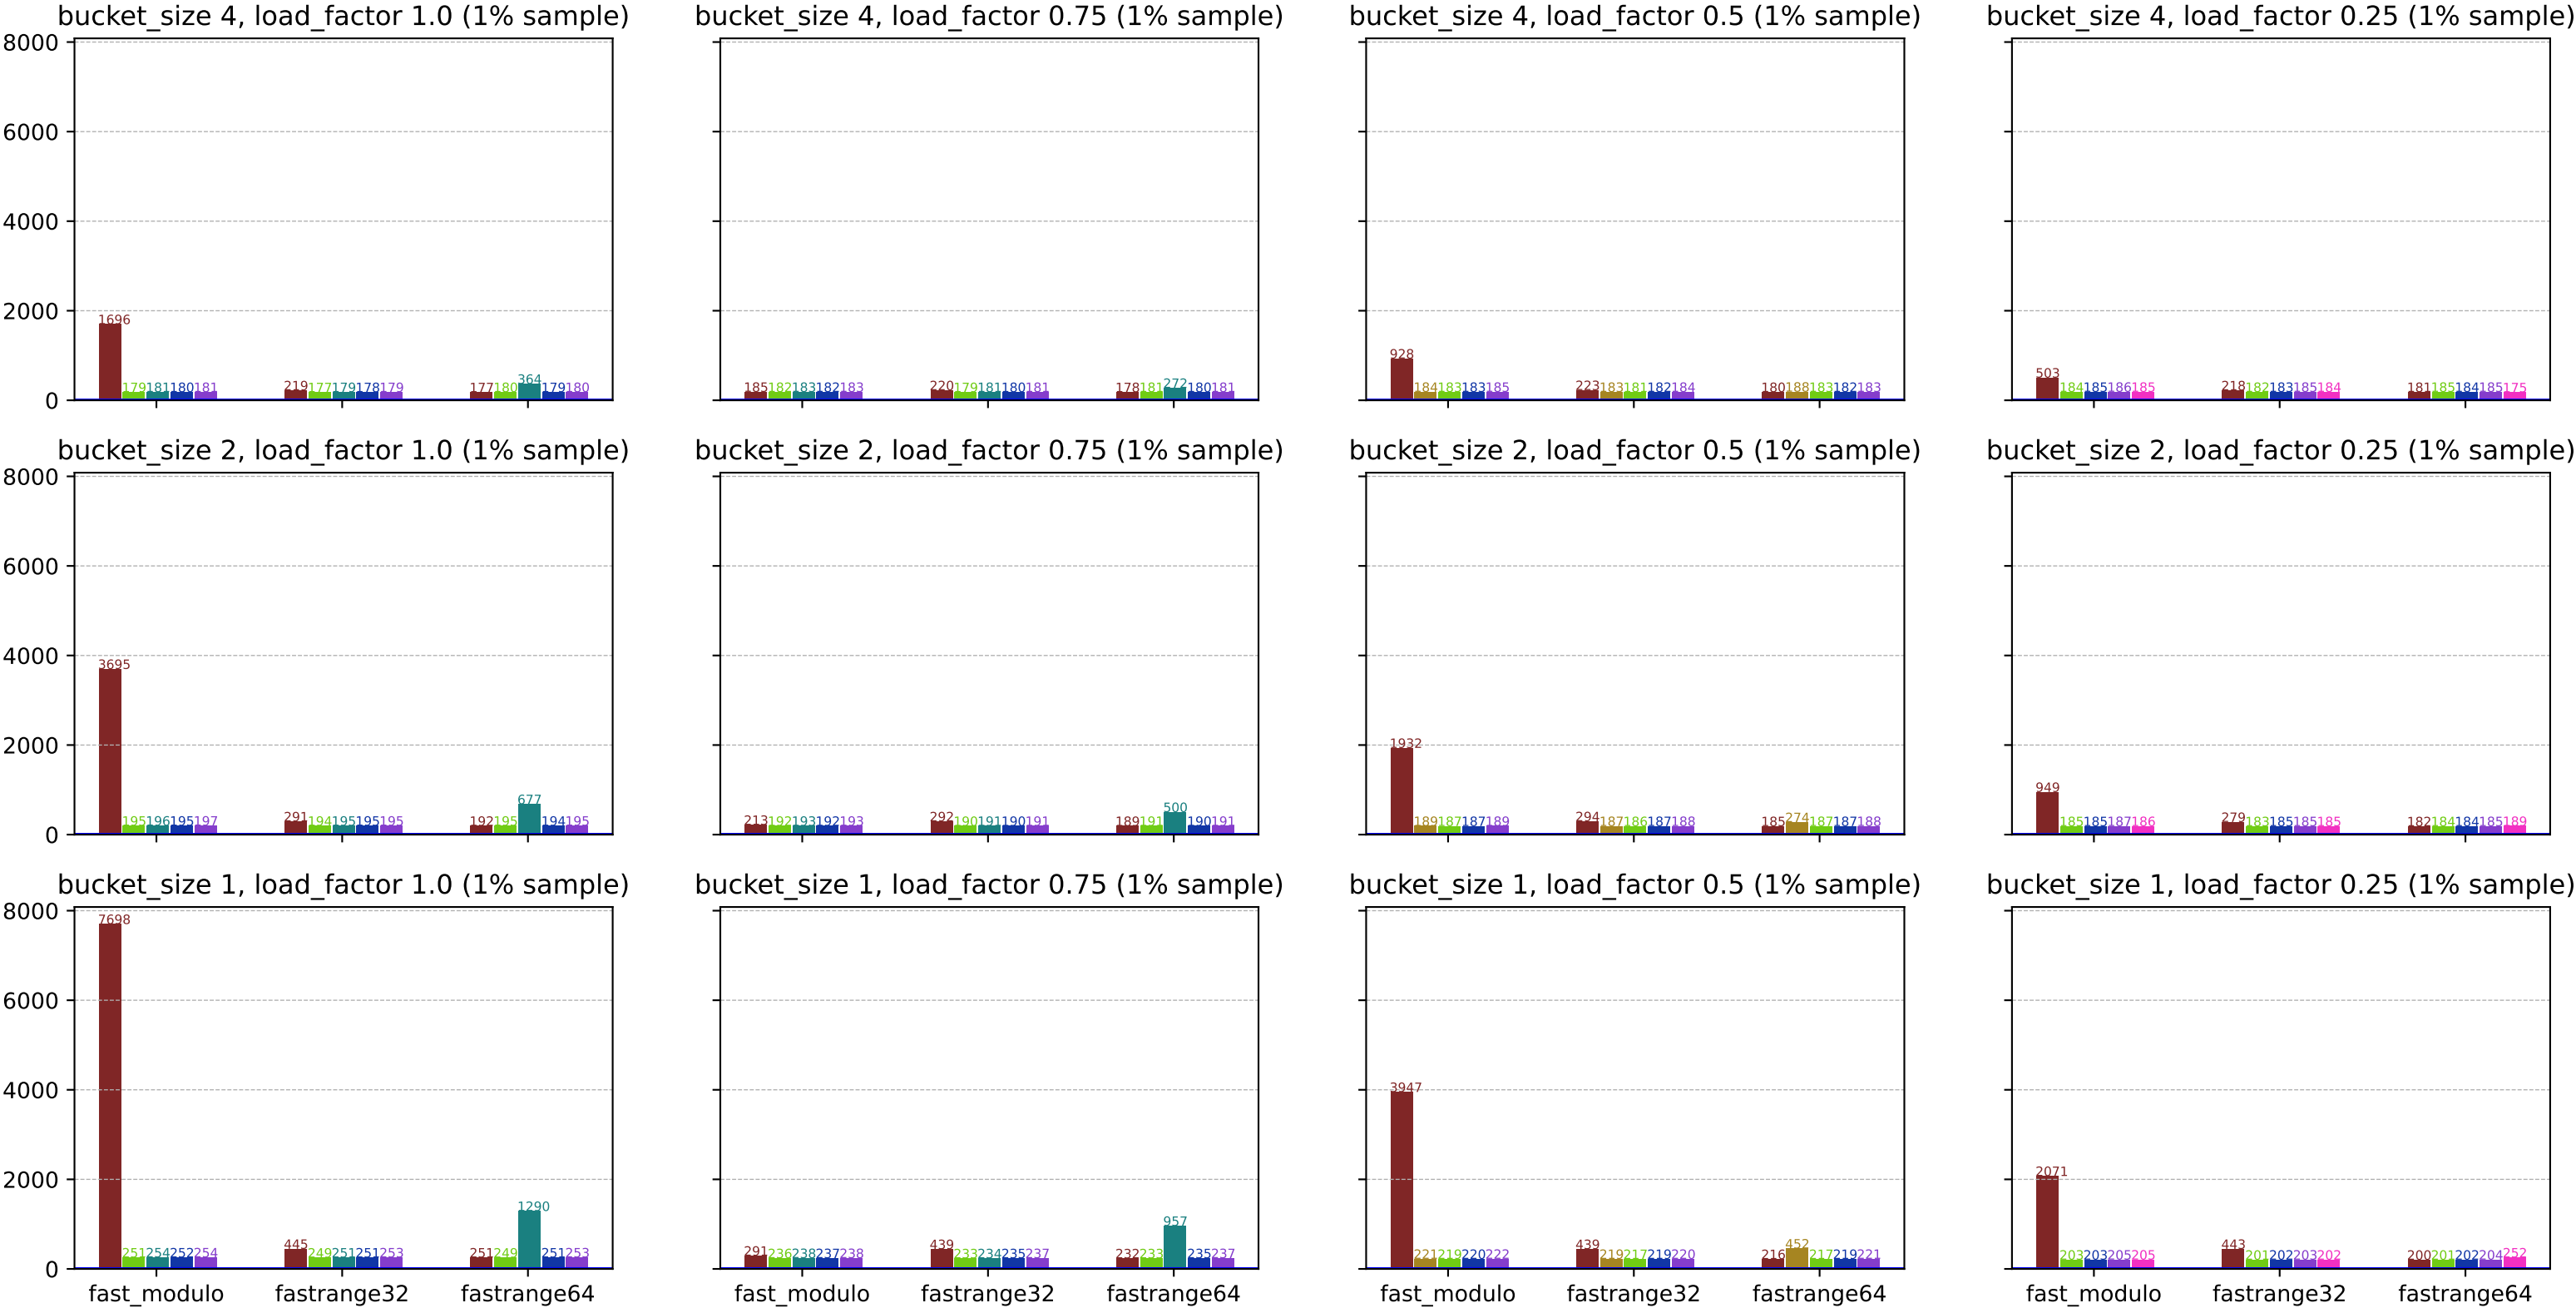 bucket_size 4, load_factor 1.0 (1% sample)
8000
6000
4000
2000
0
1696 179 181 180 181
219 177 179 178 179
177 180 364 179 180
bucket_size 4, load_factor 0.75 (1% sample)
185 182 183 182 183
220 179 181 180 181
178 181 272 180 181
bucket_size 4, load_factor 0.5 (1% sample)
928 184 183 183 185
223 183 181 182 184
180 188 183 182 183
bucket_size 4, load_factor 0.25 (1% sample)
503 184 185 186 185
218 182 183 185 184
181 185 184 185 175
bucket_size 2, load_factor 1.0 (1% sample)
8000
6000
4000
2000
0
3695 195 196 195 197
291 194 195 195 195
192 195 677 194 195
bucket_size 2, load_factor 0.75 (1% sample)
213 192 193 192 193
292 190 191 190 191
189 191 500 190 191
bucket_size 2, load_factor 0.5 (1% sample)
1932 189 187 187 189
294 187 186 187 188
185 274 187 187 188
bucket_size 2, load_factor 0.25 (1% sample)
949 185 185 187 186
279 183 185 185 185
182 184 184 185 189
bucket_size 1, load_factor 1.0 (1% sample)
8000
6000
4000
2000
0
7698 251 254 252 254
445 249 251 251 253
251 249 1290 251 253
fast_modulo fastrange32 fastrange64
bucket_size 1, load_factor 0.75 (1% sample)
291 236 238 237 238
439 233 234 235 237
232 233 957 235 237
fast_modulo fastrange32 fastrange64
bucket_size 1, load_factor 0.5 (1% sample)
3947 221 219 220 222
439 219 217 219 220
216 452 217 219 221
fast_modulo fastrange32 fastrange64
bucket_size 1, load_factor 0.25 (1% sample)
2071 203 203 205 205
443 201 202 203 202
200 201 202 204 252
fast_modulo fastrange32 fastrange64